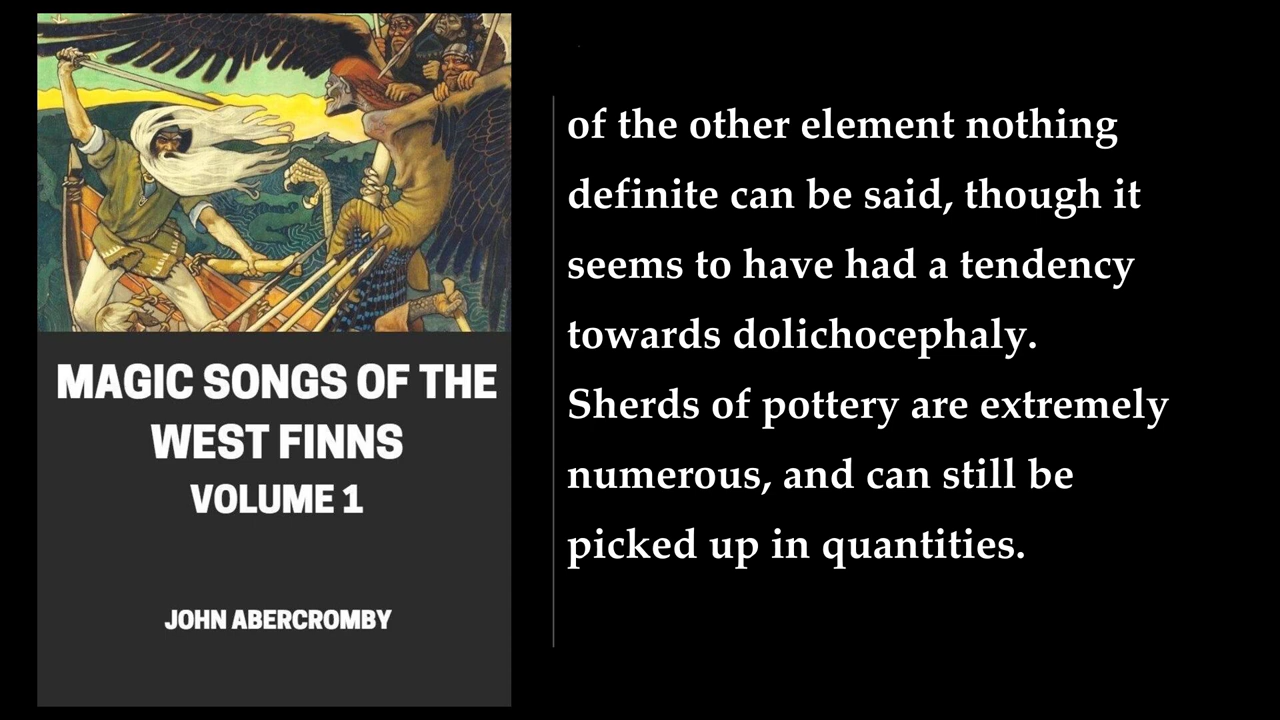 MAGIC SONGS OF THE
WEST FINNS
VOLUME 1
JOHN ABERCROMBY
of the other element nothing
definite can be said, though it
seems to have had a tendency
towards dolichocephaly.
Sherds of pottery are extremely
numerous, and can still be
picked up in quantities.